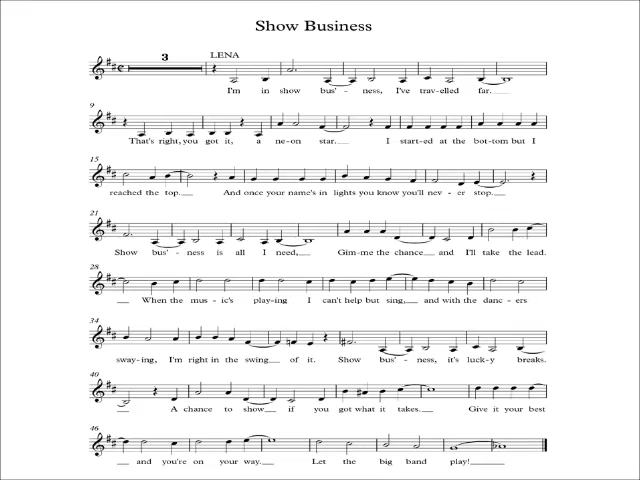 Show Business
3
LENA
I'm in show bus' - ness, I've trav-elled far.
9
That's right, you got it, a ne-on star. I start-ed at the bot-tom but I
15
reached the top. And once your name's in lights you know you'll nev - er stop.
21
Show bus' - ness is all I need, Gim-me the chance and I'll take the lead.
28
When the mus - ic's play-ing I can't help but sing, and with the danc - ers
34
sway-ing, I'm right in the swing of it. Show bus' - ness, it's luck-y breaks.
40
A chance to show if you got what it takes. Give it your best
46
and you're on your way. Let the big band play!